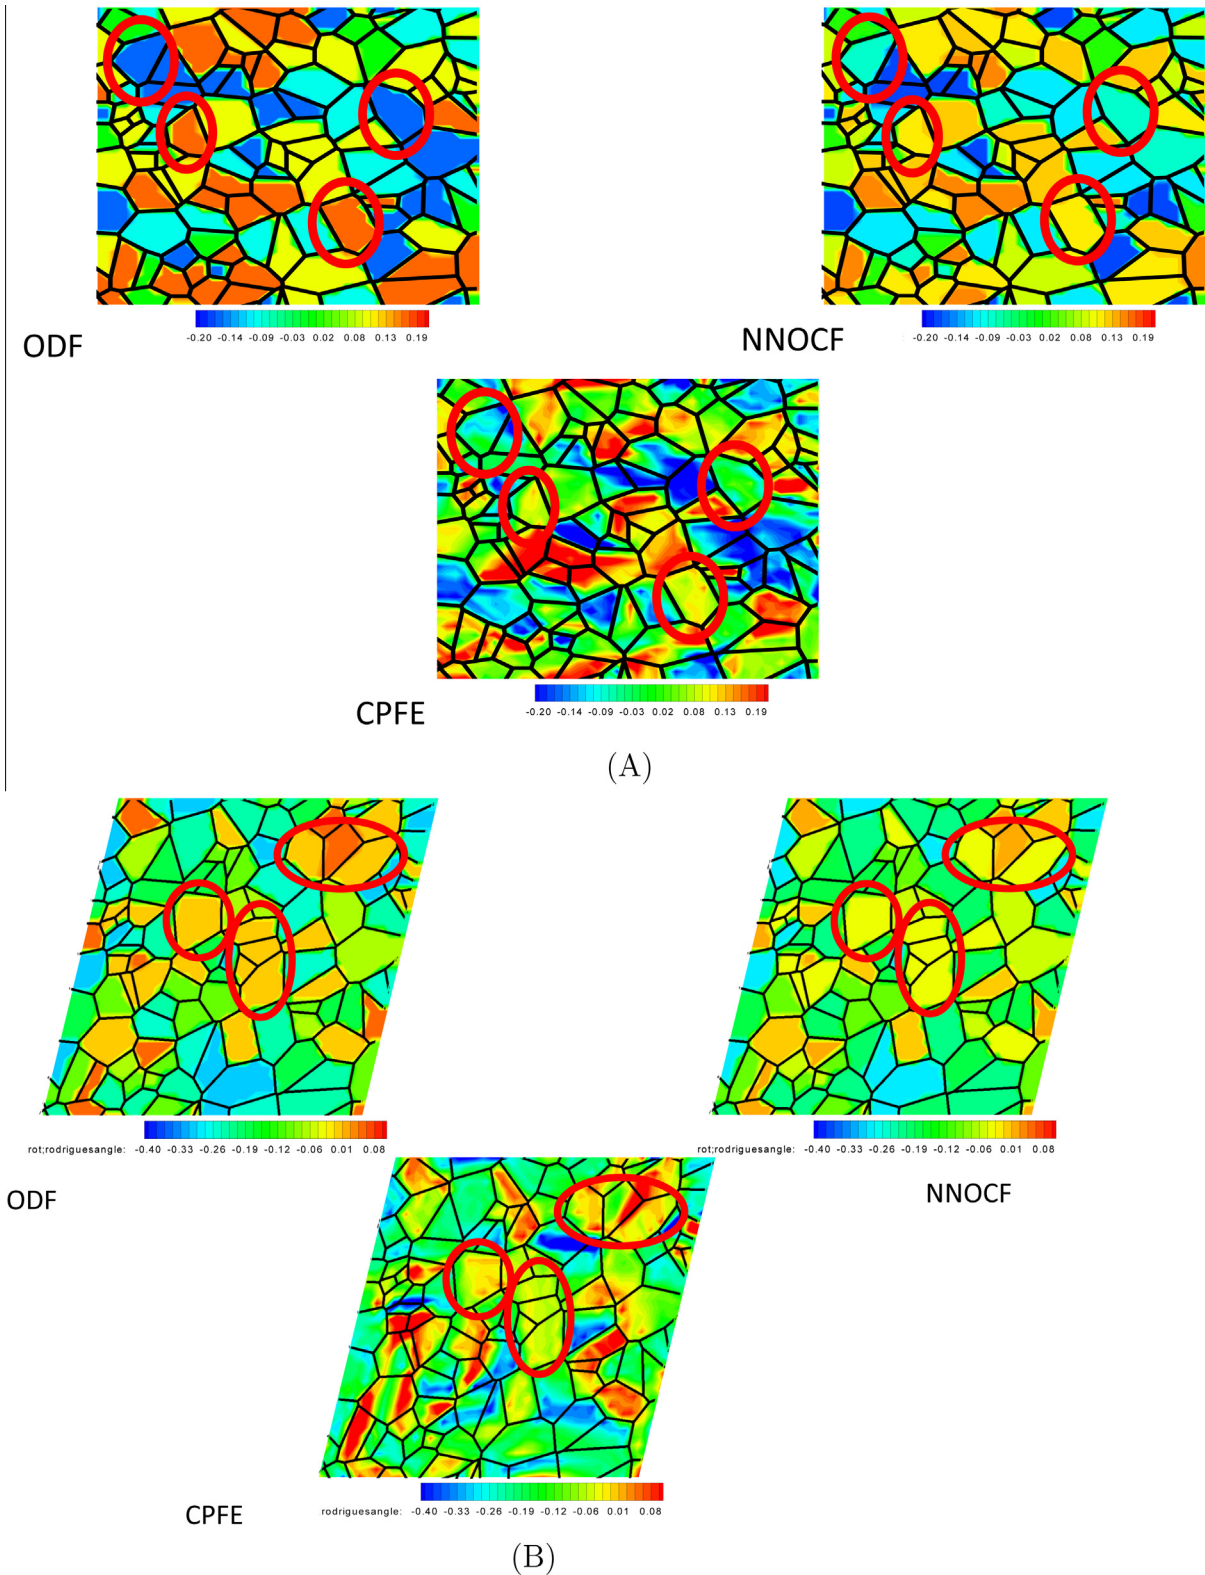 -0.20 -0.14 -0.09 -0.03 0.02 0.08 0.13 0.19
ODF
-0.20 -0.14 -0.09 -0.03 0.02 0.08 0.13 0.19
NNOCF
-0.20 -0.14 -0.09 -0.03 0.02 0.08 0.13 0.19
CPFE
(A)
rot;rodriguesangle: -0.40 -0.33 -0.26 -0.19 -0.12 -0.06 0.01 0.08
ODF
rot;rodriguesangle: -0.40 -0.33 -0.26 -0.19 -0.12 -0.06 0.01 0.08
NNOCF
rodriguesangle: -0.40 -0.33 -0.26 -0.19 -0.12 -0.06 0.01 0.08
CPFE
(B)